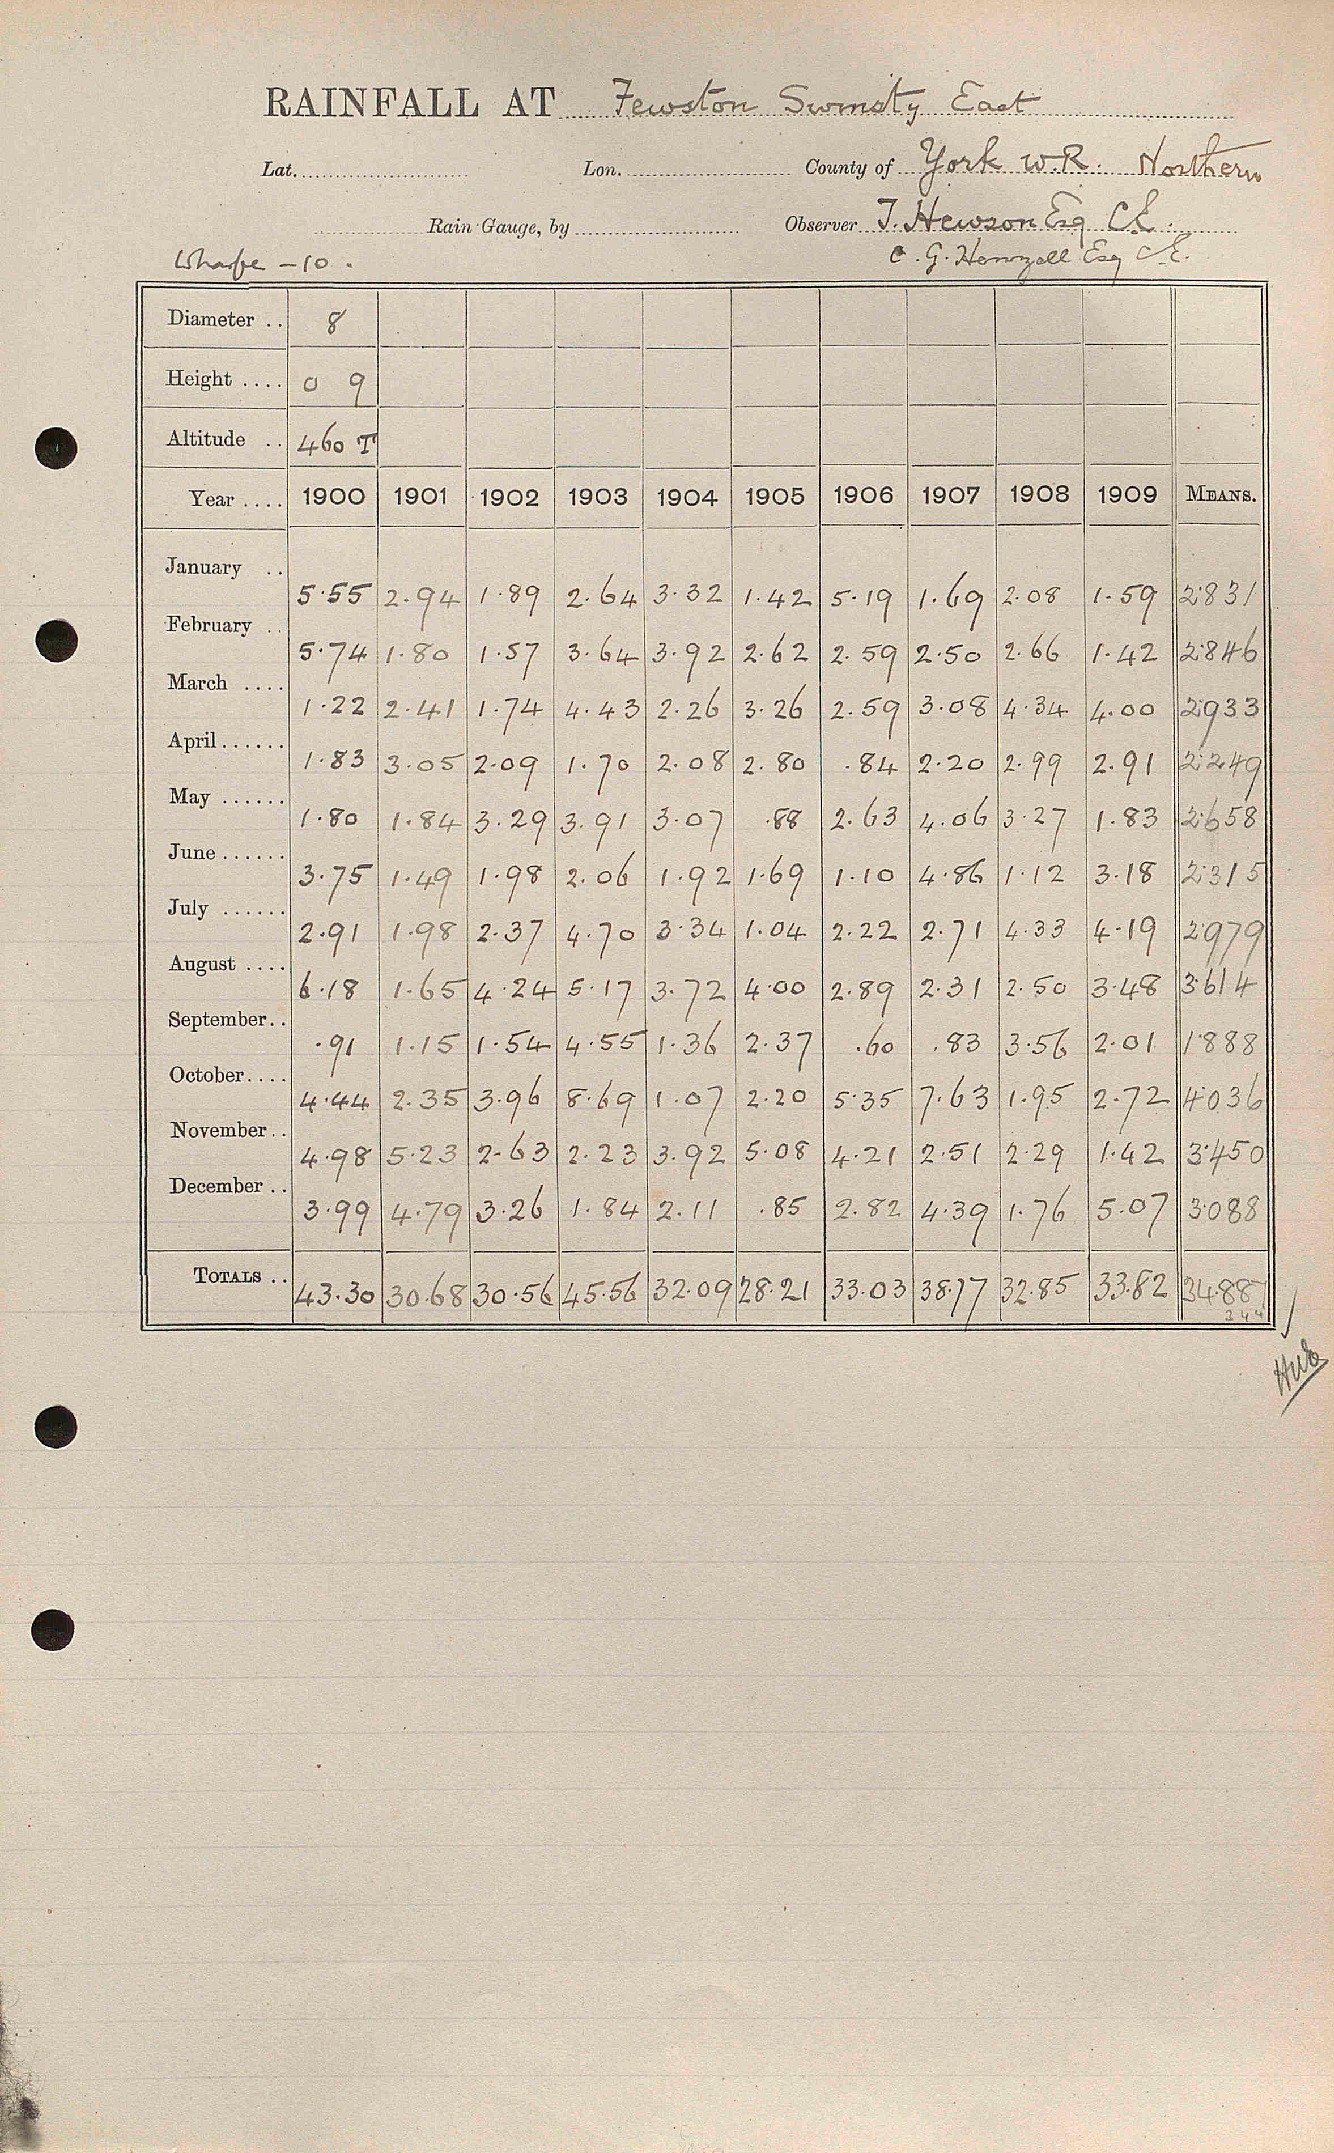 RAINFALL AT Fewston Swinsty East
Lat. Lon. County of York W.R. Northern
Rain Gauge, by Observer T. Hewson Esq C.E.
Wharfe - 10. C. G. Henzell Esq C.E.
Diameter .. 8
Height .... 0 9
Altitude .. 460 T
Year .... 1900 1901 1902 1903 1904 1905 1906 1907 1908 1909 MEANS.
January .. 5.55 2.94 1.89 2.64 3.32 1.42 5.19 1.69 2.08 1.59 2.831
February .. 5.74 1.80 1.57 3.64 3.92 2.62 2.59 2.50 2.66 1.42 2.846
March .... 1.22 2.41 1.74 4.43 2.26 3.26 2.59 3.08 4.34 4.00 2.933
April...... 1.83 3.05 2.09 1.70 2.08 2.80 .84 2.20 2.99 2.91 2.249
May ...... 1.80 1.84 3.29 3.91 3.07 .88 2.63 4.06 3.27 1.83 2.658
June ...... 3.75 1.49 1.98 2.06 1.92 1.69 1.10 4.86 1.12 3.18 2.315
July ...... 2.91 1.98 2.37 4.70 3.34 1.04 2.22 2.71 4.33 4.19 2.979
August .... 6.18 1.65 4.24 5.17 3.72 4.00 2.89 2.31 2.50 3.48 3.614
September.. .91 1.15 1.54 4.55 1.36 2.37 .60 .83 3.56 2.01 1.888
October.... 4.44 2.35 3.96 8.69 1.07 2.20 5.35 7.63 1.95 2.72 4.036
November.. 4.98 5.23 2.63 2.23 3.92 5.08 4.21 2.51 2.29 1.42 3.450
December .. 3.99 4.79 3.26 1.84 2.11 .85 2.82 4.39 1.76 5.07 3.088
TOTALS .. 43.30 30.68 30.56 45.56 32.09 28.21 33.03 38.77 32.85 33.82 34.887